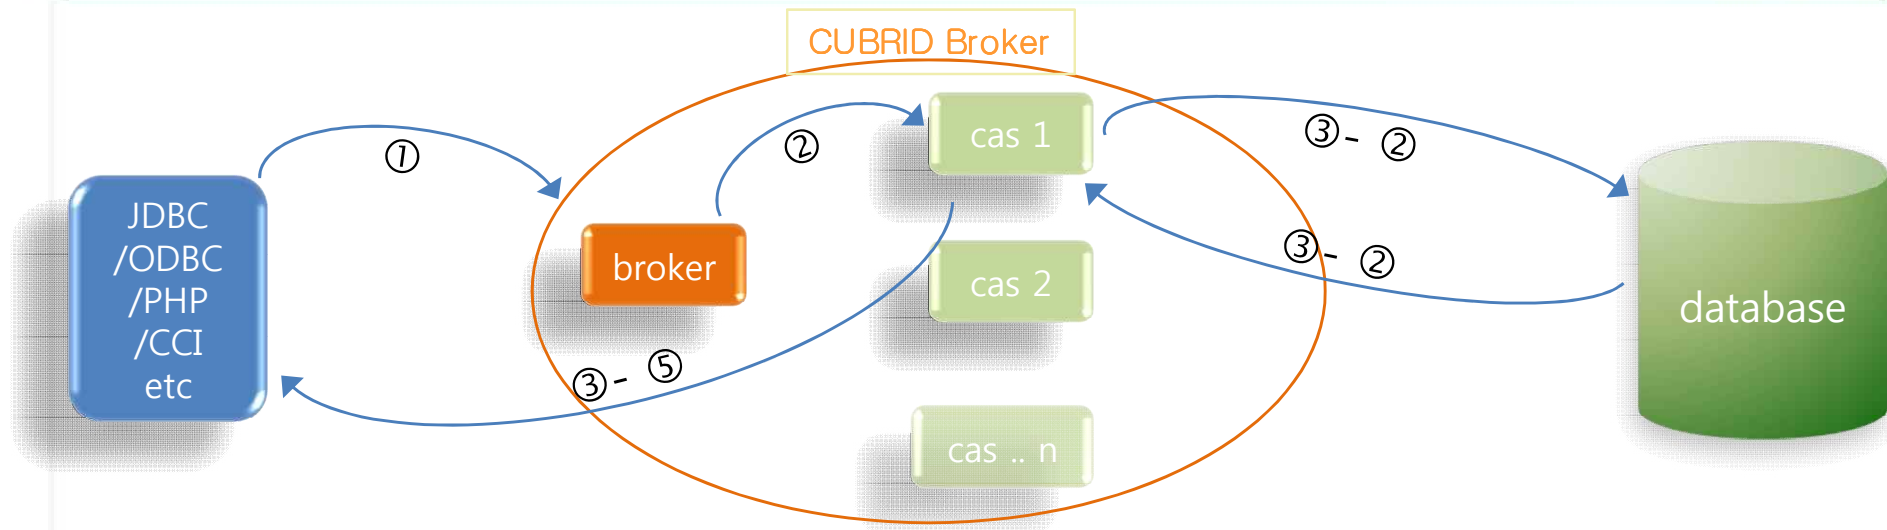 CUBRID Broker
①
②
cas 1
③- ②
JDBC
/ODBC
/PHP
/CCI
etc
broker
cas 2
③- ②
database
③- ⑤
cas .. n